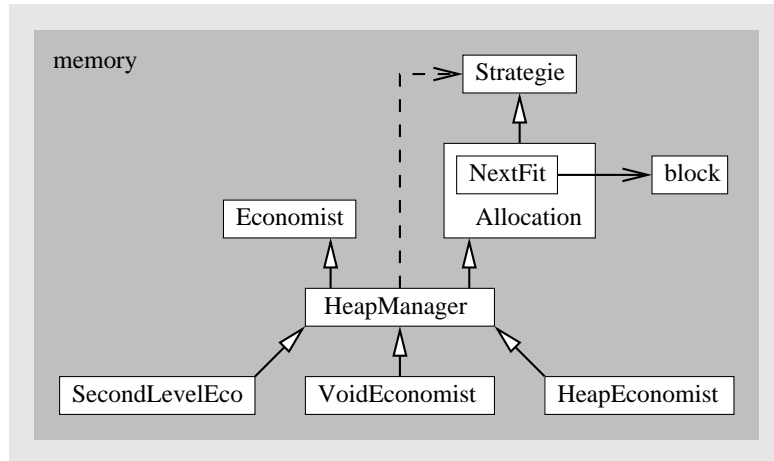 memory
Strategie
NextFit
block
Allocation
Economist
HeapManager
SecondLevelEco
VoidEconomist
HeapEconomist